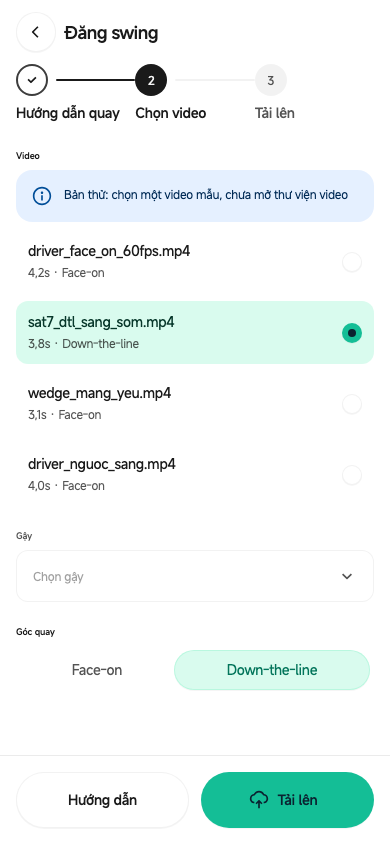 Đăng swing
2
3
Hướng dẫn quay
Chọn video
Tải lên
Video
Bản thử: chọn một video mẫu, chưa mở thư viện video
driver_face_on_60fps.mp4
4,2s · Face-on
sat7_dtl_sang_som.mp4
3,8s · Down-the-line
wedge_mang_yeu.mp4
3,1s · Face-on
driver_nguoc_sang.mp4
4,0s · Face-on
Gậy
Chọn gậy
Góc quay
Face-on
Down-the-line
Hướng dẫn
Tải lên